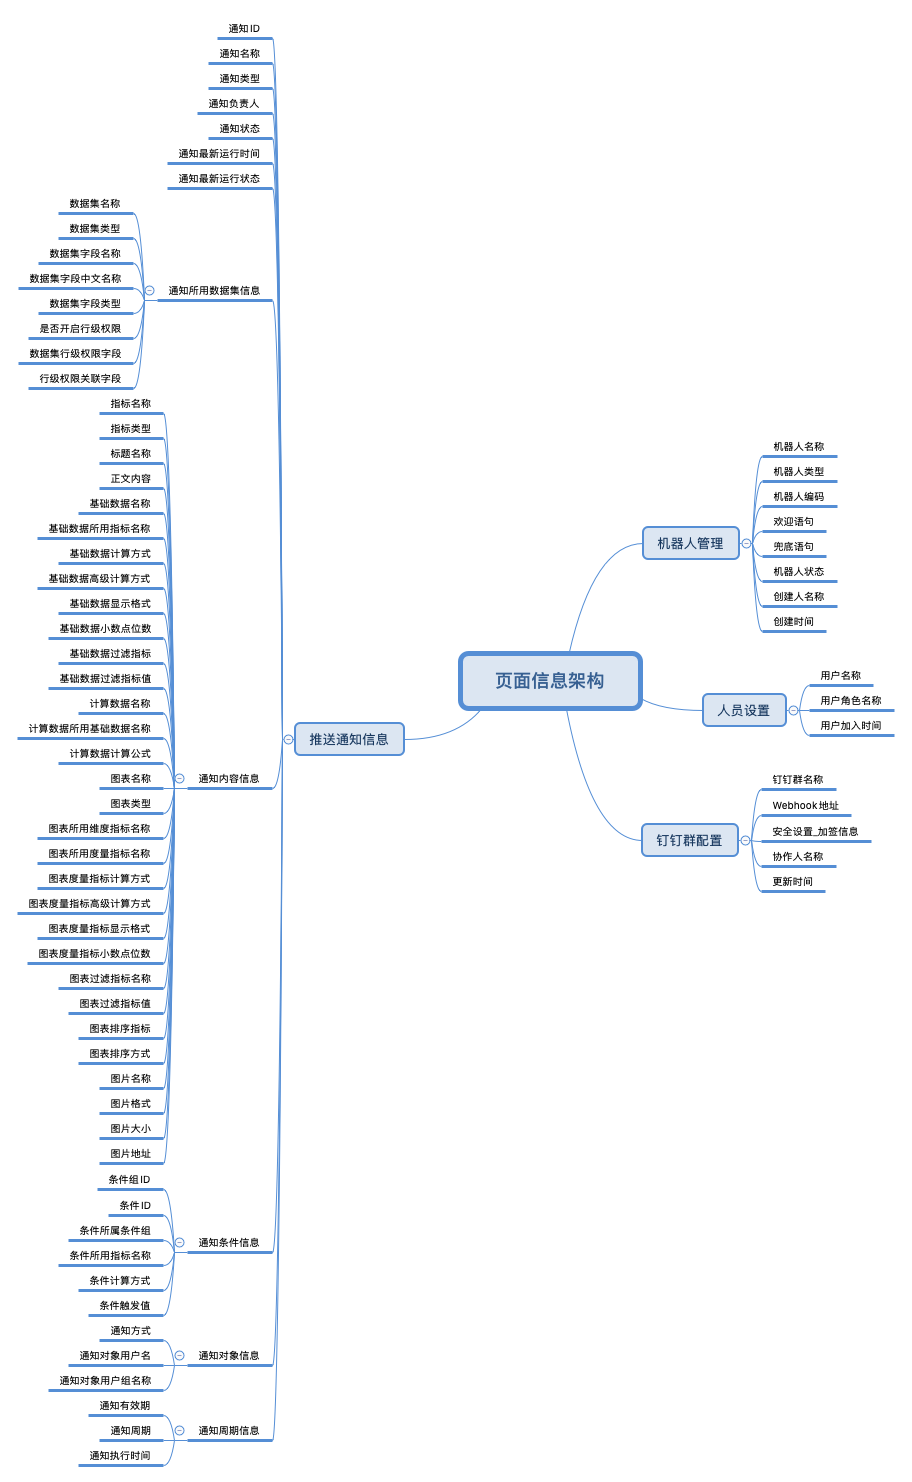 页面信息架构
机器人管理
机器人名称
机器人类型
机器人编码
欢迎语句
兜底语句
机器人状态
创建人名称
创建时间
人员设置
用户名称
用户角色名称
用户加入时间
钉钉群配置
钉钉群名称
Webhook地址
安全设置_加签信息
协作人名称
更新时间
推送通知信息
通知ID
通知名称
通知类型
通知负责人
通知状态
通知最新运行时间
通知最新运行状态
通知所用数据集信息
数据集名称
数据集类型
数据集字段名称
数据集字段中文名称
数据集字段类型
是否开启行级权限
数据集行级权限字段
行级权限关联字段
通知内容信息
指标名称
指标类型
标题名称
正文内容
基础数据名称
基础数据所用指标名称
基础数据计算方式
基础数据高级计算方式
基础数据显示格式
基础数据小数点位数
基础数据过滤指标
基础数据过滤指标值
计算数据名称
计算数据所用基础数据名称
计算数据计算公式
图表名称
图表类型
图表所用维度指标名称
图表所用度量指标名称
图表度量指标计算方式
图表度量指标高级计算方式
图表度量指标显示格式
图表度量指标小数点位数
图表过滤指标名称
图表过滤指标值
图表排序指标
图表排序方式
图片名称
图片格式
图片大小
图片地址
通知条件信息
条件组ID
条件ID
条件所属条件组
条件所用指标名称
条件计算方式
条件触发值
通知对象信息
通知方式
通知对象用户名
通知对象用户组名称
通知周期信息
通知有效期
通知周期
通知执行时间